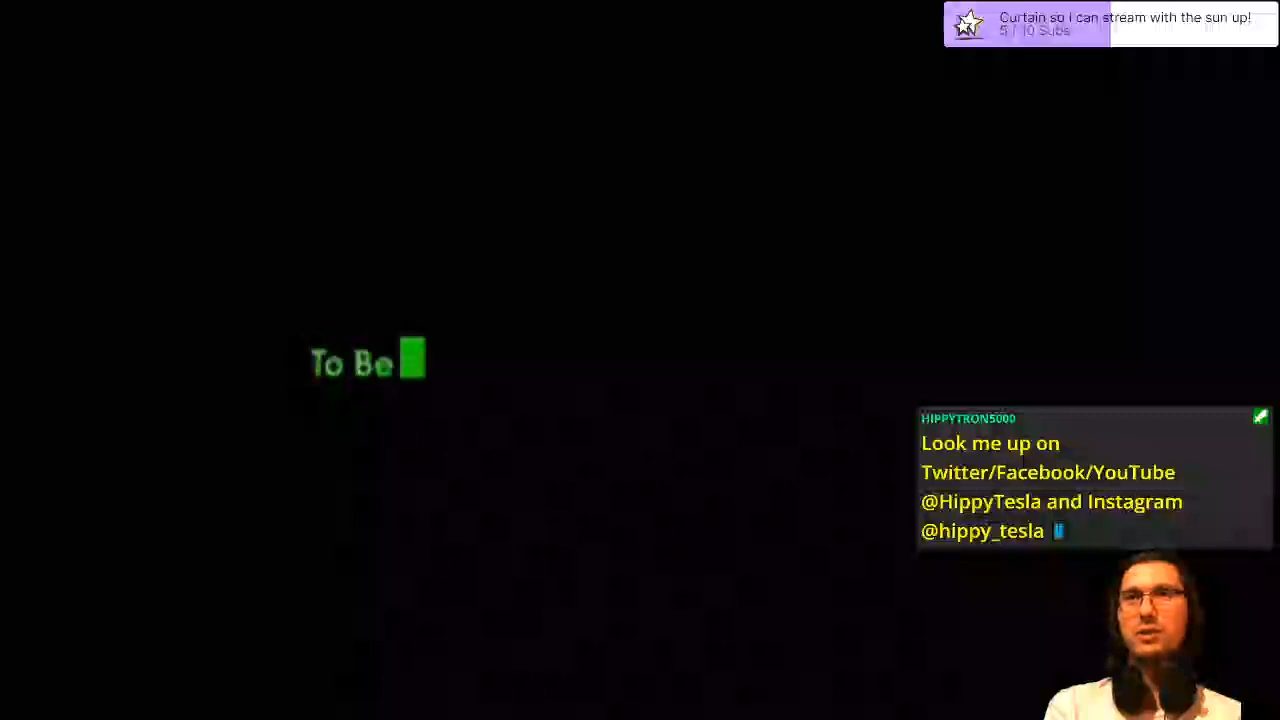 Curtain so I can stream with the sun up!
5 / 10 Subs
To Be
HIPPYTRON5000
Look me up on
Twitter/Facebook/YouTube
@HippyTesla and Instagram
@hippy_tesla